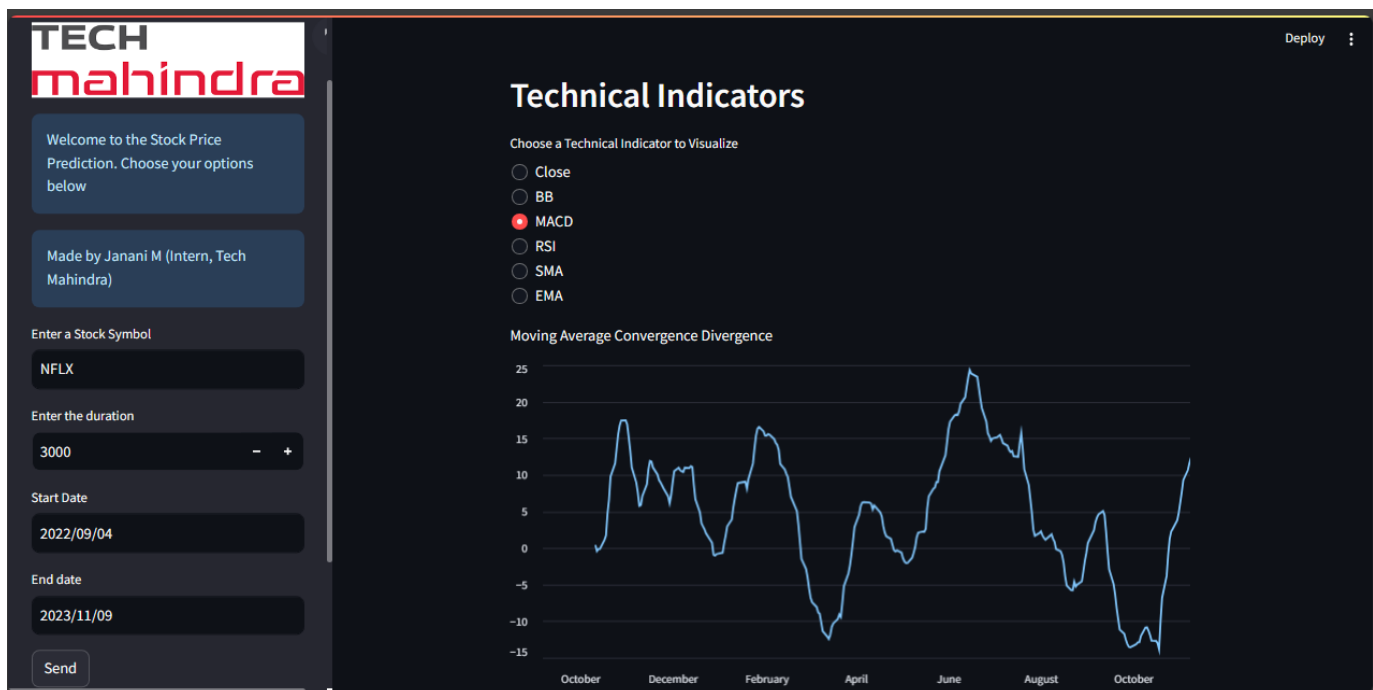 TECH
mahindra
Welcome to the Stock Price
Prediction. Choose your options
below
Made by Janani M (Intern, Tech
Mahindra)
Enter a Stock Symbol
NFLX
Enter the duration
3000
− +
Start Date
2022/09/04
End date
2023/11/09
Send
Deploy
Technical Indicators
Choose a Technical Indicator to Visualize
Close
BB
MACD
RSI
SMA
EMA
Moving Average Convergence Divergence
25
20
15
10
5
0
−5
−10
−15
October December February April June August October